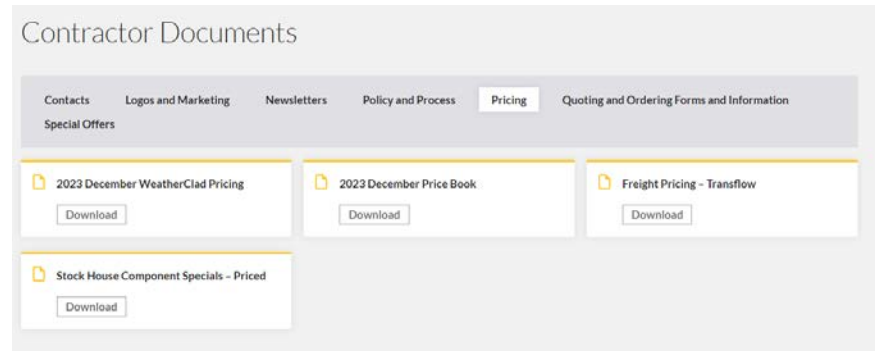 Contractor Documents
Contacts Logos and Marketing Newsletters Policy and Process Pricing Quoting and Ordering Forms and Information
Special Offers
2023 December WeatherClad Pricing
Download
2023 December Price Book
Download
Freight Pricing – Transflow
Download
Stock House Component Specials – Priced
Download